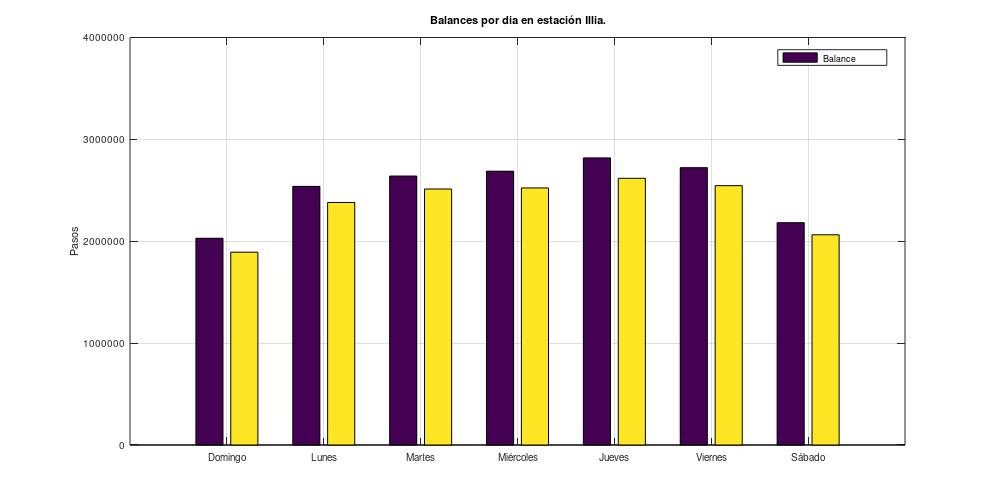 Balances por dia en estación Illia.
4000000
3000000
2000000
1000000
0
Pasos
Balance
Domingo Lunes Martes Miércoles Jueves Viernes Sábado